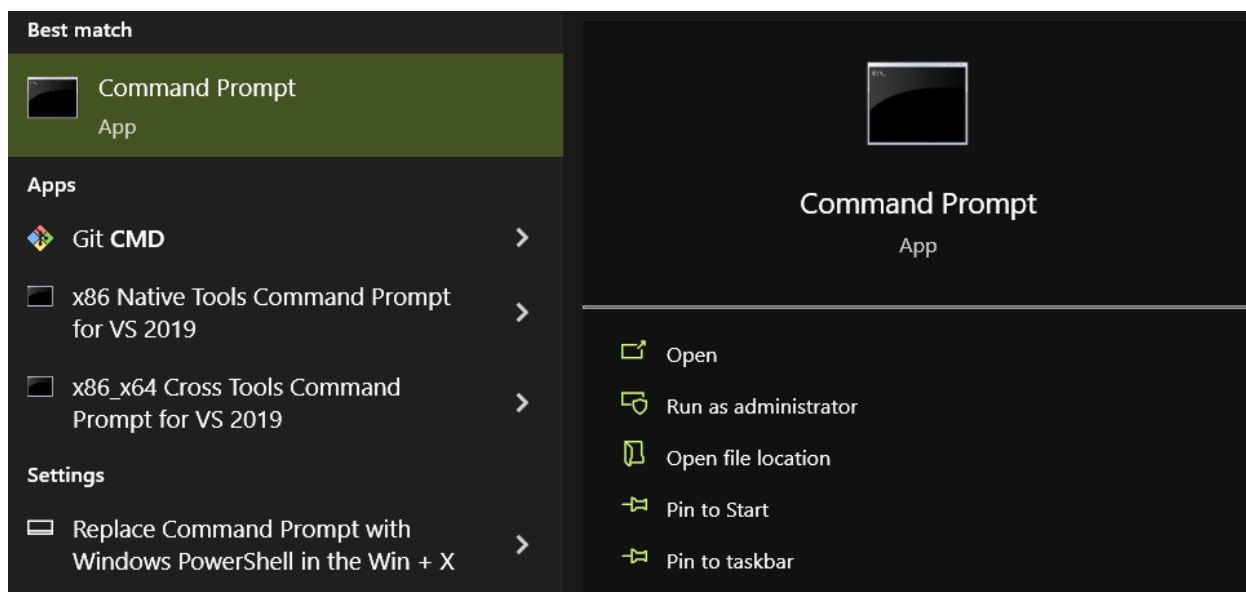 Best match
Command Prompt
App
Apps
Git CMD
x86 Native Tools Command Prompt
for VS 2019
x86_x64 Cross Tools Command
Prompt for VS 2019
Settings
Replace Command Prompt with
Windows PowerShell in the Win + X
Command Prompt
App
Open
Run as administrator
Open file location
Pin to Start
Pin to taskbar